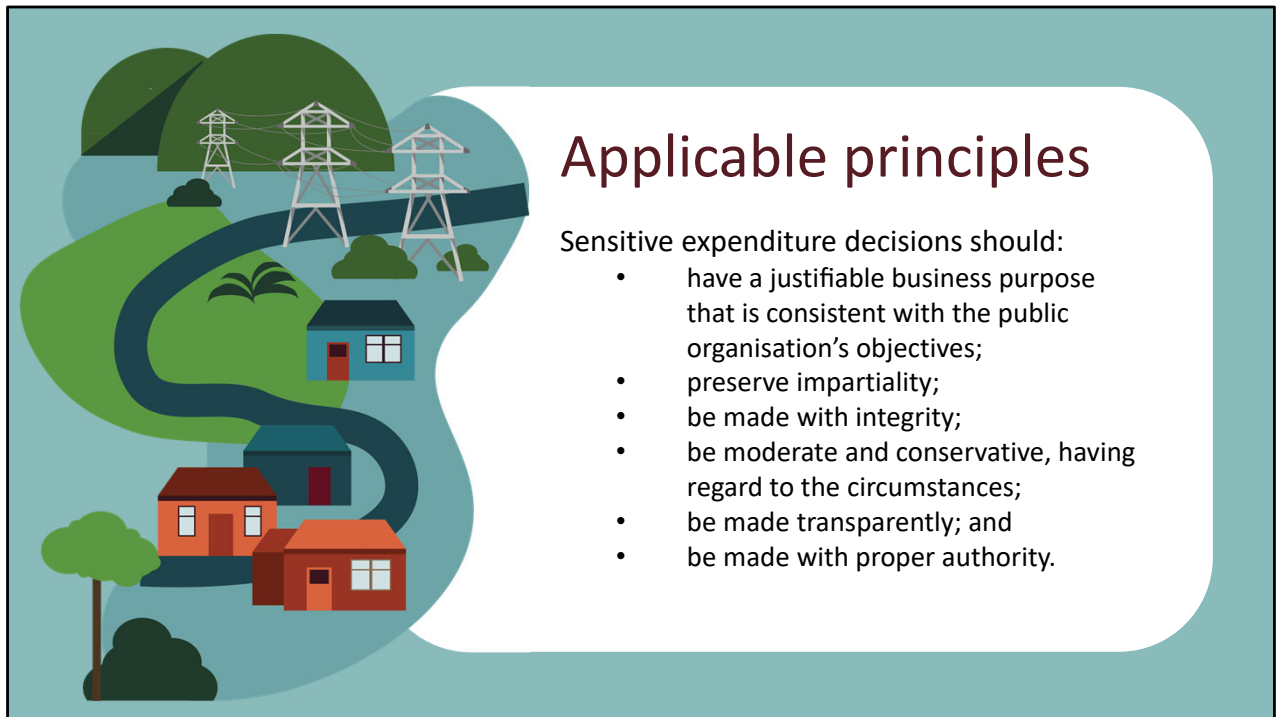 Applicable principles
Sensitive expenditure decisions should:
• have a justifiable business purpose
that is consistent with the public
organisation’s objectives;
• preserve impartiality;
• be made with integrity;
• be moderate and conservative, having
regard to the circumstances;
• be made transparently; and
• be made with proper authority.